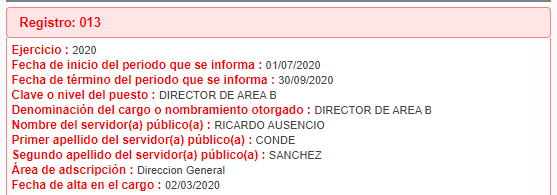 Registro: 013
Ejercicio : 2020
Fecha de inicio del periodo que se informa : 01/07/2020
Fecha de término del periodo que se informa : 30/09/2020
Clave o nivel del puesto : DIRECTOR DE AREA B
Denominación del cargo o nombramiento otorgado : DIRECTOR DE AREA B
Nombre del servidor(a) público(a) : RICARDO AUSENCIO
Primer apellido del servidor(a) público(a) : CONDE
Segundo apellido del servidor(a) público(a) : SANCHEZ
Área de adscripción : Direccion General
Fecha de alta en el cargo : 02/03/2020